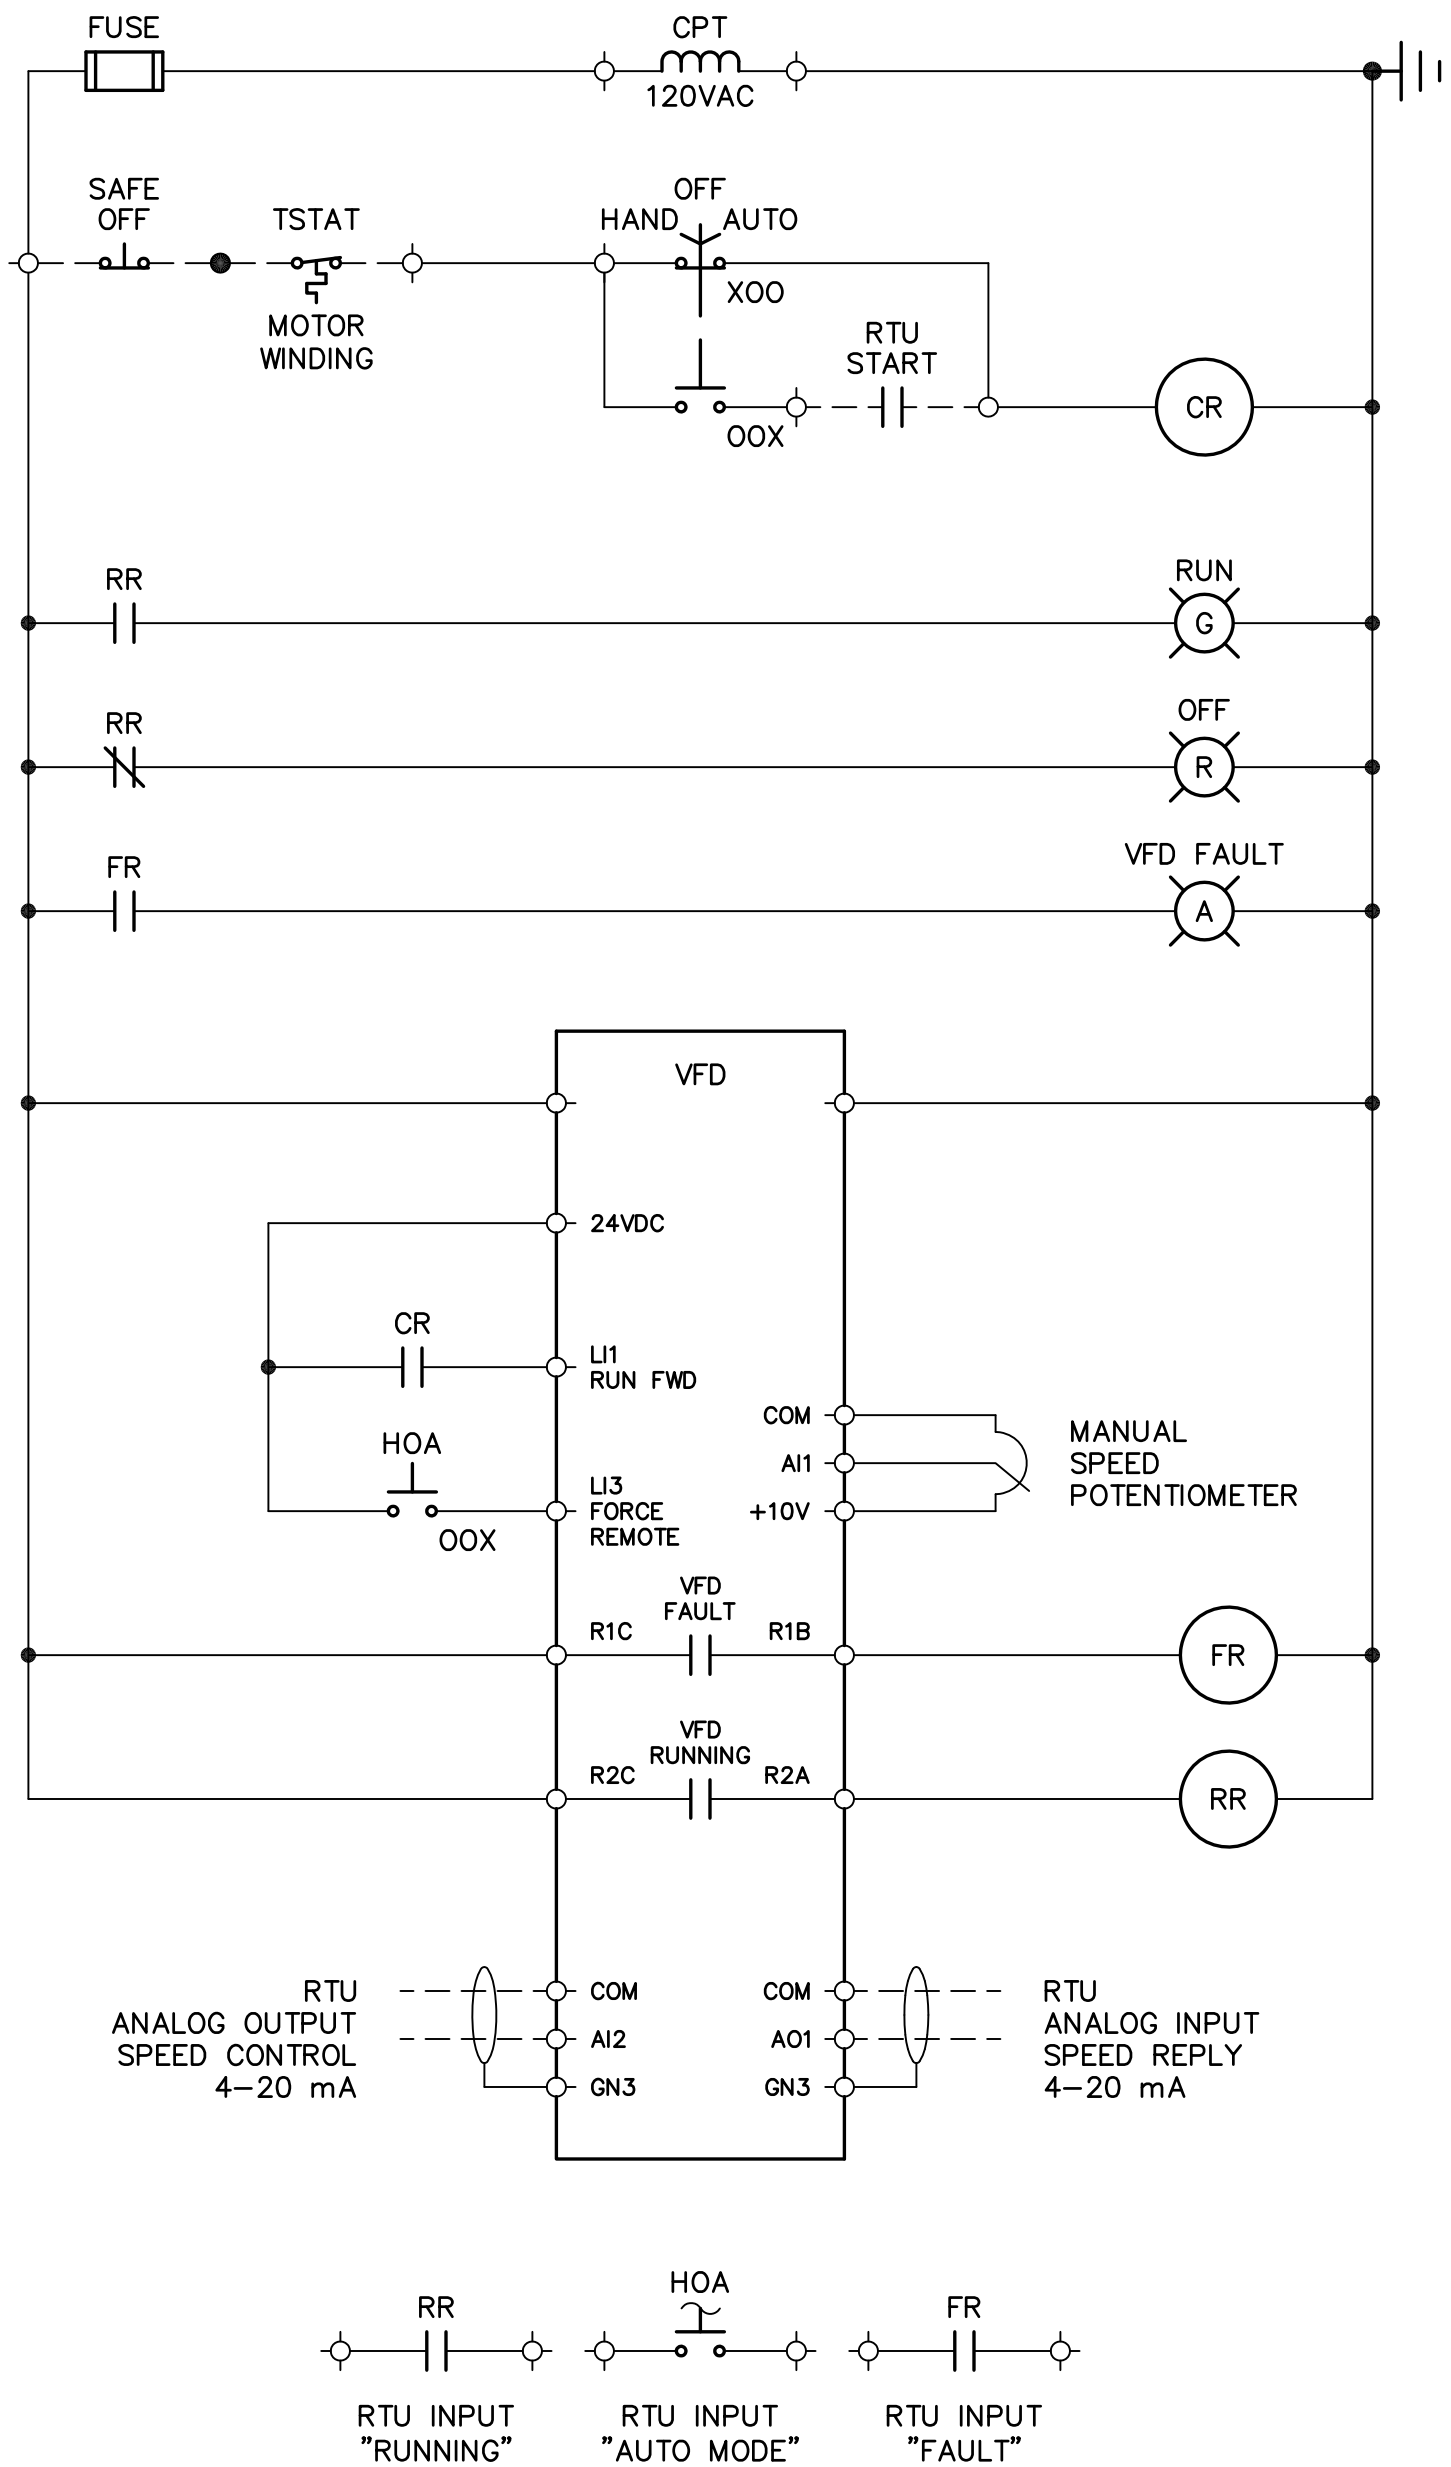 FUSE
CPT
120VAC
SAFE
OFF
TSTAT
MOTOR
WINDING
OFF
HAND AUTO
XOO
RTU
START
OOX
CR
RR
RUN
G
RR
OFF
R
FR
VFD FAULT
A
VFD
24VDC
CR
LI1
RUN FWD
HOA
OOX
LI3
FORCE
REMOTE
COM
AI1
+10V
MANUAL
SPEED
POTENTIOMETER
VFD
FAULT
R1C
R1B
FR
VFD
RUNNING
R2C
R2A
RR
RTU
ANALOG OUTPUT
SPEED CONTROL
4-20 mA
COM
AI2
GN3
COM
AO1
GN3
RTU
ANALOG INPUT
SPEED REPLY
4-20 mA
RR
RTU INPUT
"RUNNING"
HOA
RTU INPUT
"AUTO MODE"
FR
RTU INPUT
"FAULT"